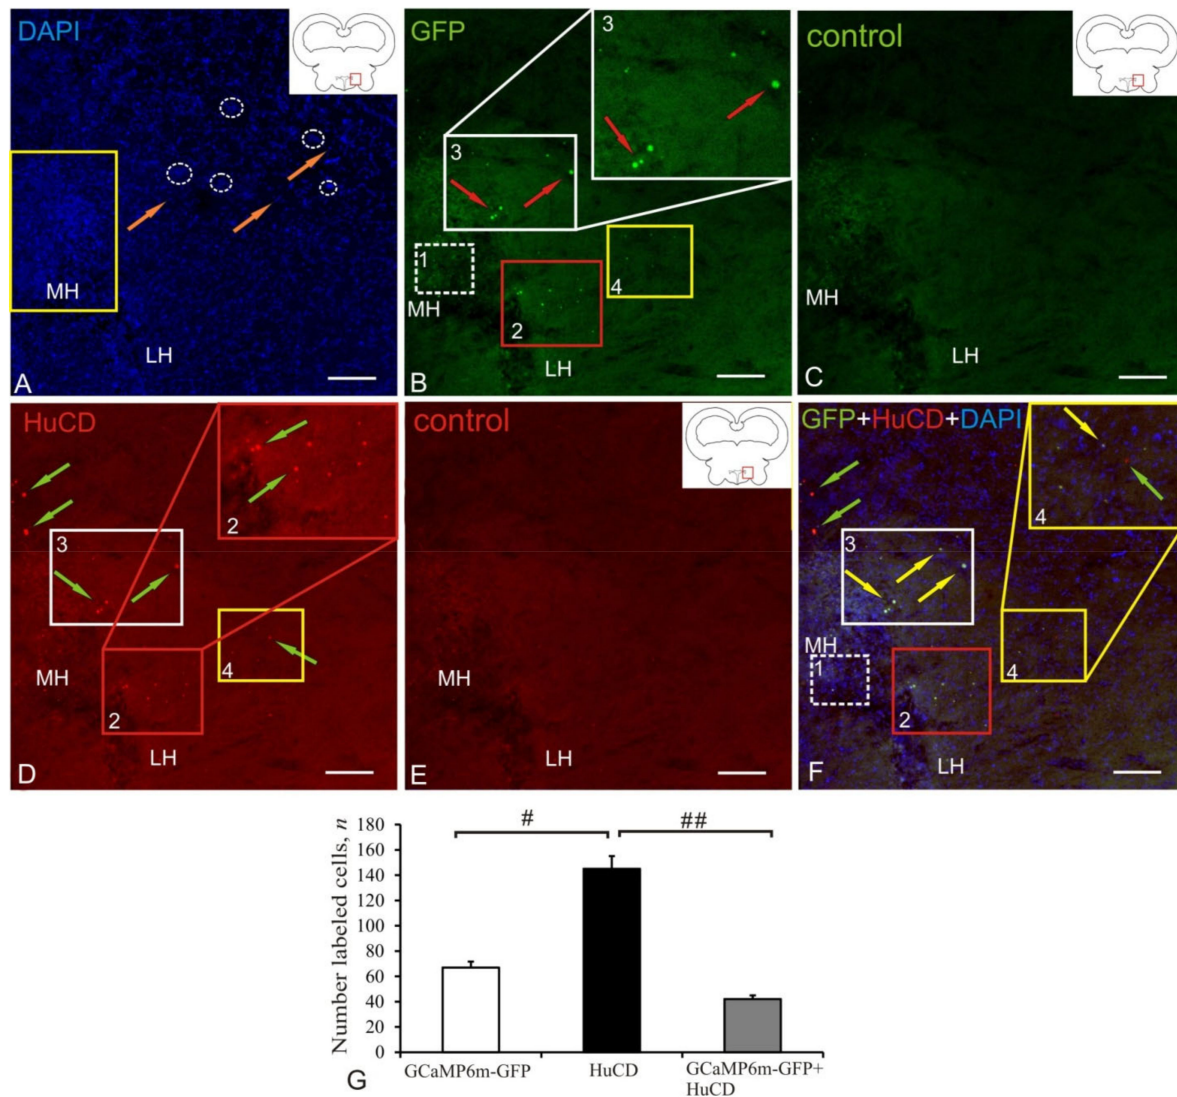 DAPI
MH
LH
A
GFP
3
3
1
MH
4
2
LH
B
control
MH
LH
C
HuCD
2
3
4
MH
2
LH
D
control
MH
LH
E
GFP+HuCD+DAPI
4
3
MH
1
4
2
LH
F
Number labeled cells, n
180
160
140
120
100
80
60
40
20
0
#
##
GCaMP6m-GFP
HuCD
GCaMP6m-GFP+
HuCD
G